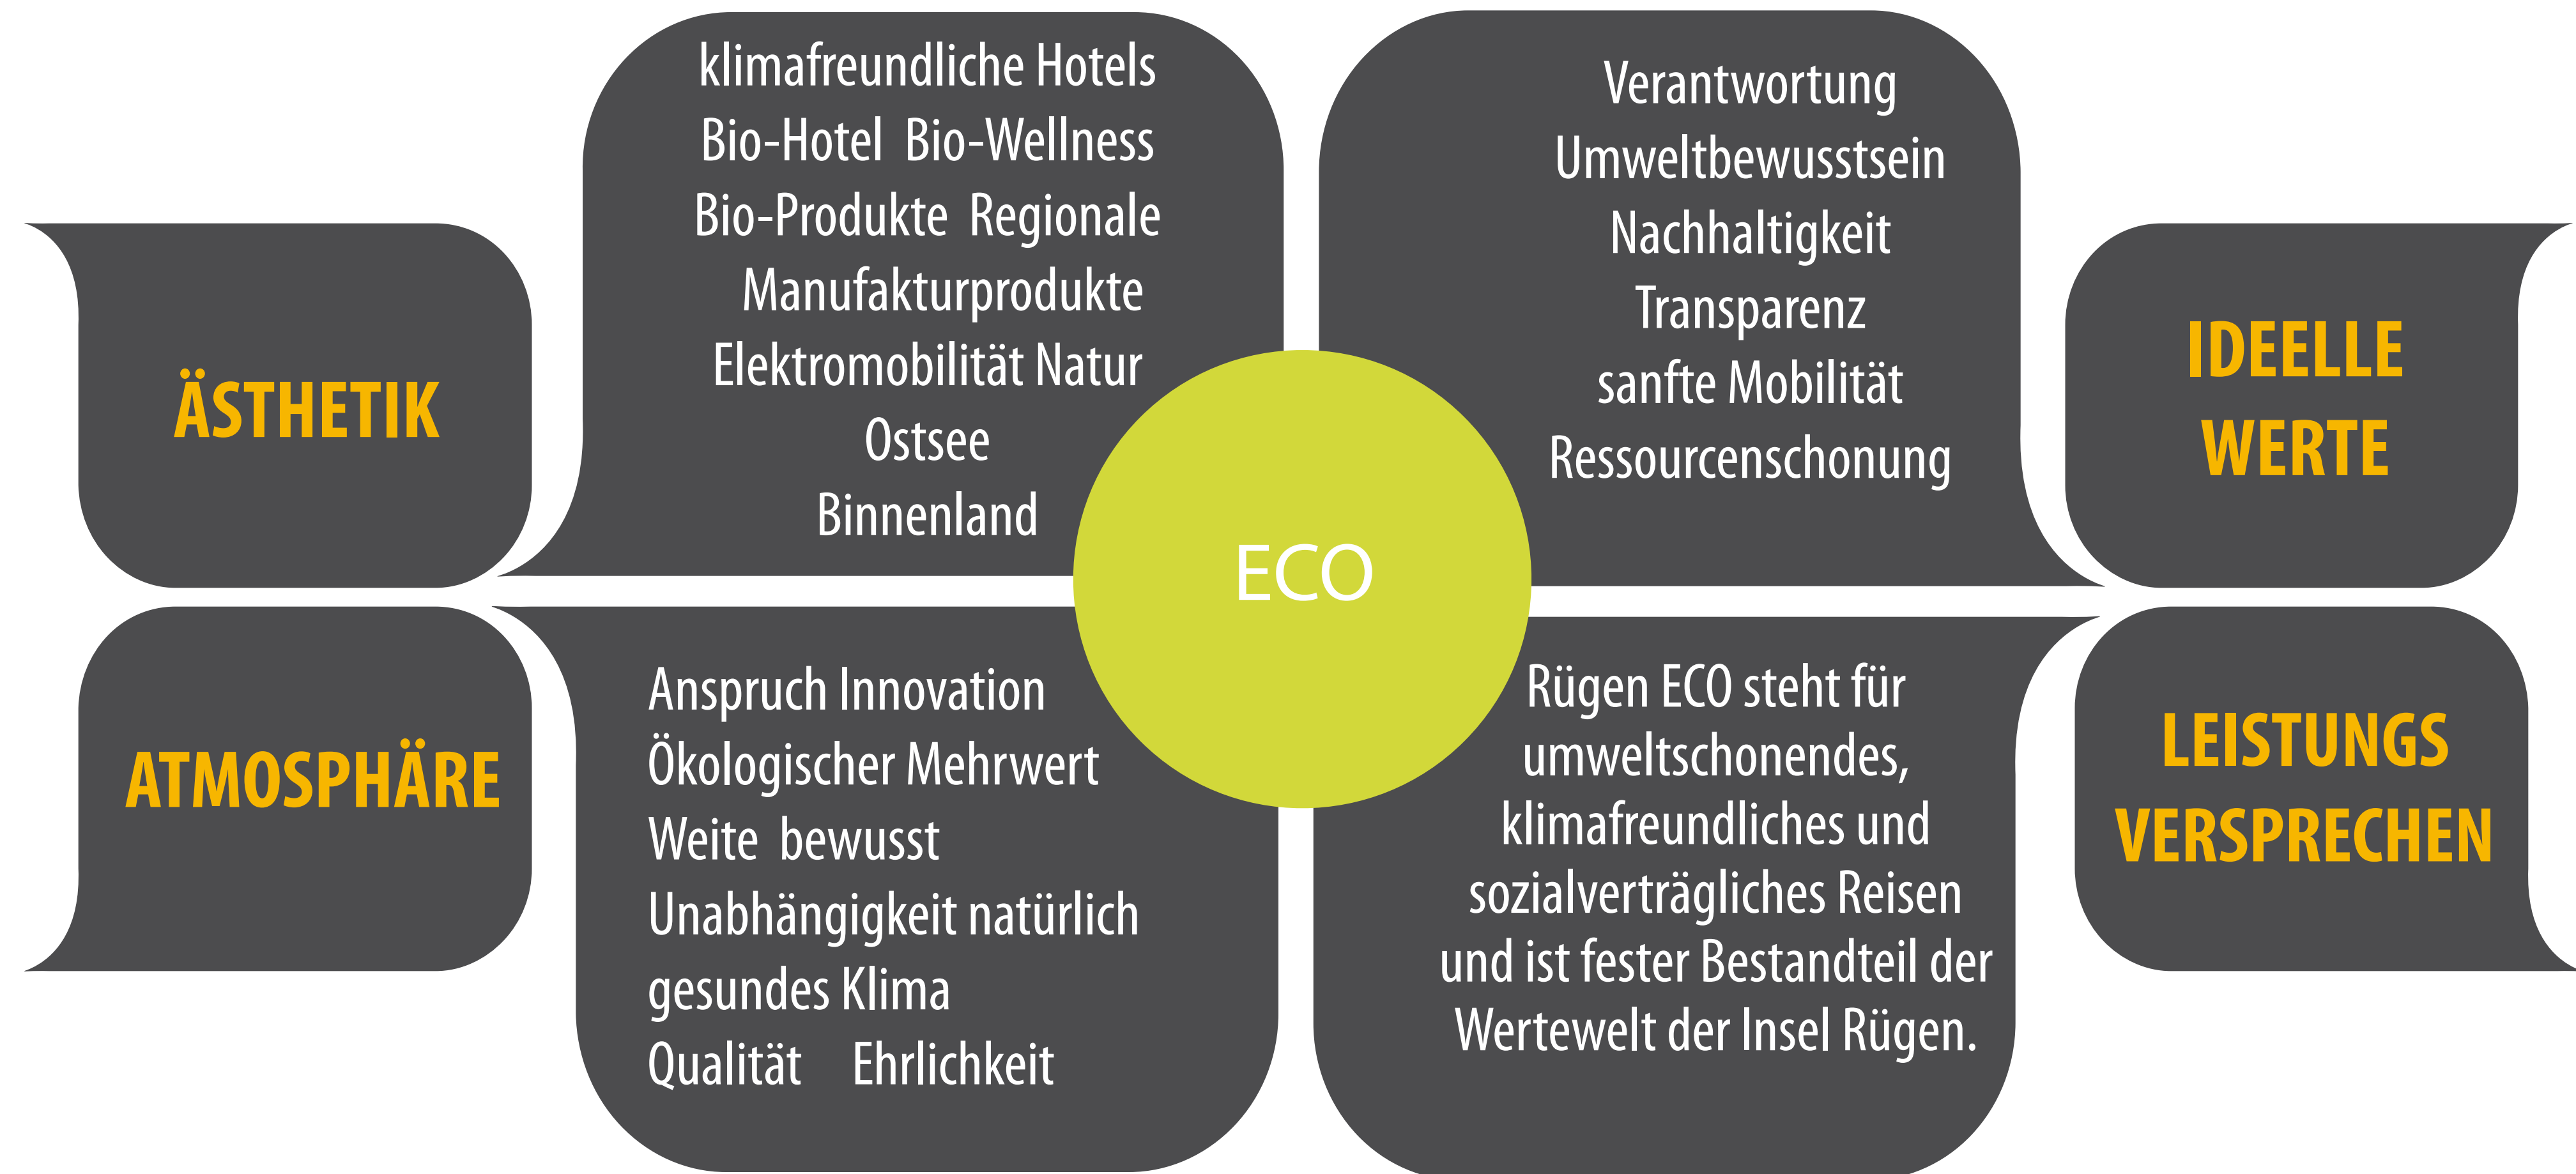 ÄSTHETIK
klimafreundliche Hotels
Bio-Hotel Bio-Wellness
Bio-Produkte Regionale
Manufakturprodukte
Elektromobilität Natur
Ostsee
Binnenland
Verantwortung
Umweltbewusstsein
Nachhaltigkeit
Transparenz
sanfte Mobilität
Ressourcenschonung
IDEELLE
WERTE
ECO
ATMOSPHÄRE
Anspruch Innovation
Ökologischer Mehrwert
Weite bewusst
Unabhängigkeit natürlich
gesundes Klima
Qualität Ehrlichkeit
Rügen ECO steht für
umweltschonendes,
klimafreundliches und
sozialverträgliches Reisen
und ist fester Bestandteil der
Wertewelt der Insel Rügen.
LEISTUNGS
VERSPRECHEN